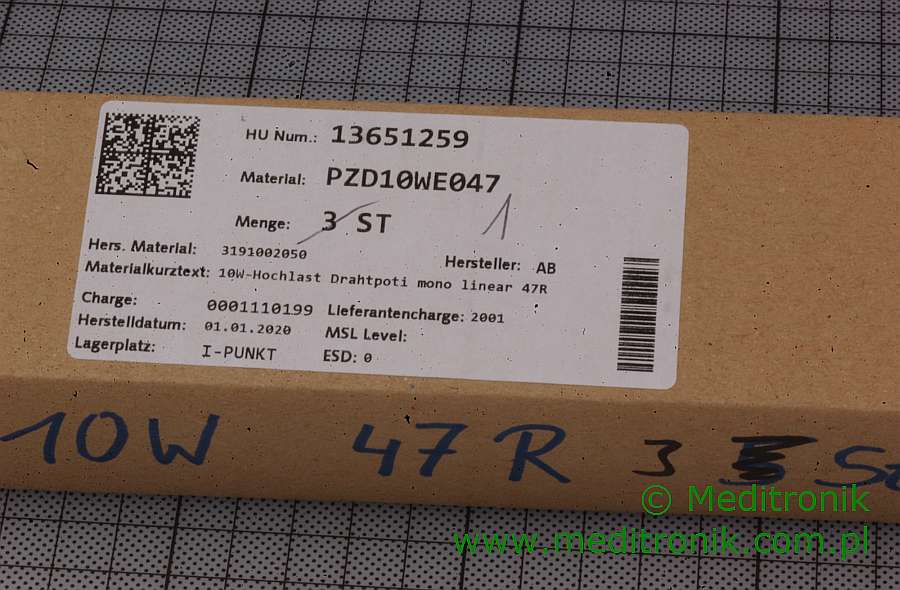 HU Num.: 13651259
Material: PZD10WE047
Menge: 3 ST 1
Hers. Material: 3191002050 Hersteller: AB
Materialkurztext: 10W-Hochlast Drahtpoti mono linear 47R
Charge: 0001110199 Lieferantencharge: 2001
Herstelldatum: 01.01.2020 MSL Level:
Lagerplatz: I-PUNKT ESD: 0
10W 47R 3
© Meditronik
www.meditronik.com.pl